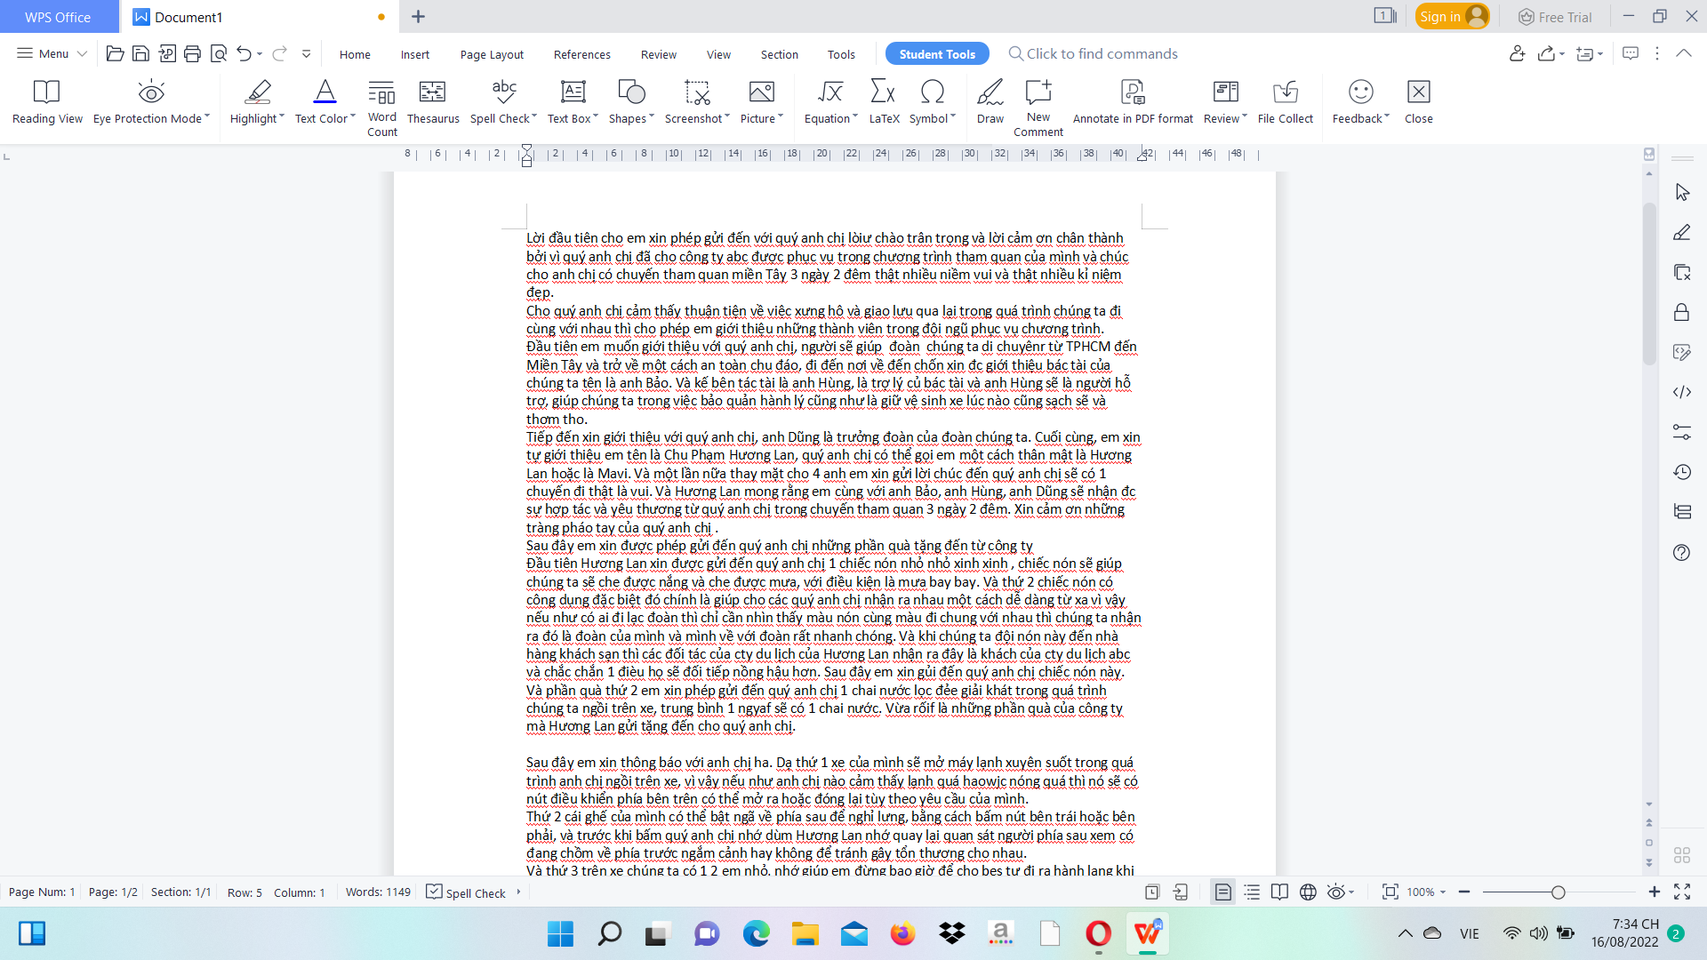 WPS Office
Document1
1
Sign in
Free Trial
Menu
Home
Insert
Page Layout
References
Review
View
Section
Tools
Student Tools
Click to find commands
Reading View
Eye Protection Mode
Highlight
Text Color
Word Count
Thesaurus
Spell Check
Text Box
Shapes
Screenshot
Picture
Equation
LaTeX
Symbol
Draw
New Comment
Annotate in PDF format
Review
File Collect
Feedback
Close
8 6 4 2 2 4 6 8 10 12 14 16 18 20 22 24 26 28 30 32 34 36 38 40 42 44 46 48
Lời đầu tiên cho em xin phép gửi đến với quý anh chị lờiư chào trân trọng và lời cảm ơn chân thành
bởi vì quý anh chị đã cho công ty abc được phục vụ trong chương trình tham quan của mình và chúc
cho anh chị có chuyến tham quan miền Tây 3 ngày 2 đêm thật nhiều niềm vui và thật nhiều kỉ niệm
đẹp.
Cho quý anh chị cảm thấy thuận tiện về việc xưng hô và giao lưu qua lại trong quá trình chúng ta đi
cùng với nhau thì cho phép em giới thiệu những thành viên trong đội ngũ phục vụ chương trình.
Đầu tiên em muốn giới thiệu với quý anh chị, người sẽ giúp  đoàn  chúng ta di chuyênr từ TPHCM đến
Miền Tây và trở về một cách an toàn chu đáo, đi đến nơi về đến chốn xin đc giới thiệu bác tài của
chúng ta tên là anh Bảo. Và kế bên tác tài là anh Hùng, là trợ lý củ bác tài và anh Hùng sẽ là người hỗ
trợ, giúp chúng ta trong việc bảo quản hành lý cũng như là giữ vệ sinh xe lúc nào cũng sạch sẽ và
thơm tho.
Tiếp đến xin giới thiệu với quý anh chị, anh Dũng là trưởng đoàn của đoàn chúng ta. Cuối cùng, em xin
tự giới thiệu em tên là Chu Phạm Hương Lan, quý anh chị có thể gọi em một cách thân mật là Hương
Lan hoặc là Mavi. Và một lần nữa thay mặt cho 4 anh em xin gửi lời chúc đến quý anh chị sẽ có 1
chuyến đi thật là vui. Và Hương Lan mong rằng em cùng với anh Bảo, anh Hùng, anh Dũng sẽ nhận đc
sự hợp tác và yêu thương từ quý anh chị trong chuyến tham quan 3 ngày 2 đêm. Xin cảm ơn những
tràng pháo tay của quý anh chị .
Sau đây em xin được phép gửi đến quý anh chị những phần quà tặng đến từ công ty
Đầu tiên Hương Lan xin được gửi đến quý anh chị 1 chiếc nón nhỏ nhỏ xinh xinh , chiếc nón sẽ giúp
chúng ta sẽ che được nắng và che được mưa, với điều kiện là mưa bay bay. Và thứ 2 chiếc nón có
công dụng đặc biệt đó chính là giúp cho các quý anh chị nhận ra nhau một cách dễ dàng từ xa vì vậy
nếu như có ai đi lạc đoàn thì chỉ cần nhìn thấy màu nón cùng màu đi chung với nhau thì chúng ta nhận
ra đó là đoàn của mình và mình về với đoàn rất nhanh chóng. Và khi chúng ta đội nón này đến nhà
hàng khách sạn thì các đối tác của cty du lịch của Hương Lan nhận ra đây là khách của cty du lịch abc
và chắc chắn 1 điều họ sẽ đối tiếp nồng hậu hơn. Sau đây em xin gủi đến quý anh chị chiếc nón này.
Và phần quà thứ 2 em xin phép gửi đến quý anh chị 1 chai nước lọc đẻe giải khát trong quá trình
chúng ta ngồi trên xe, trung bình 1 ngyaf sẽ có 1 chai nước. Vừa rốif là những phần quà của công ty
mà Hương Lan gửi tặng đến cho quý anh chị.
Sau đây em xin thông báo với anh chị ha. Dạ thứ 1 xe của mình sẽ mở máy lạnh xuyên suốt trong quá
trình anh chị ngồi trên xe, vì vậy nếu như anh chị nào cảm thấy lạnh quá haowjc nóng quá thì nó sẽ có
nút điều khiển phía bên trên có thể mở ra hoặc đóng lại tùy theo yêu cầu của mình.
Thứ 2 cái ghế của mình có thể bật ngã về phía sau để nghỉ lưng, bằng cách bấm nút bên trái hoặc bên
phải, và trước khi bấm quý anh chị nhớ dùm Hương Lan nhớ quay lại quan sát người phía sau xem có
đang chồm về phía trước ngắm cảnh hay không để tránh gây tổn thương cho nhau.
Và thứ 3 trên xe chúng ta có 1 2 em nhỏ, nhớ giúp em đừng bao giờ để cho bes tự đi ra hành lang khi
Page Num: 1
Page: 1/2
Section: 1/1
Row: 5
Column: 1
Words: 1149
Spell Check
100%
VIE
7:34 CH
16/08/2022
2